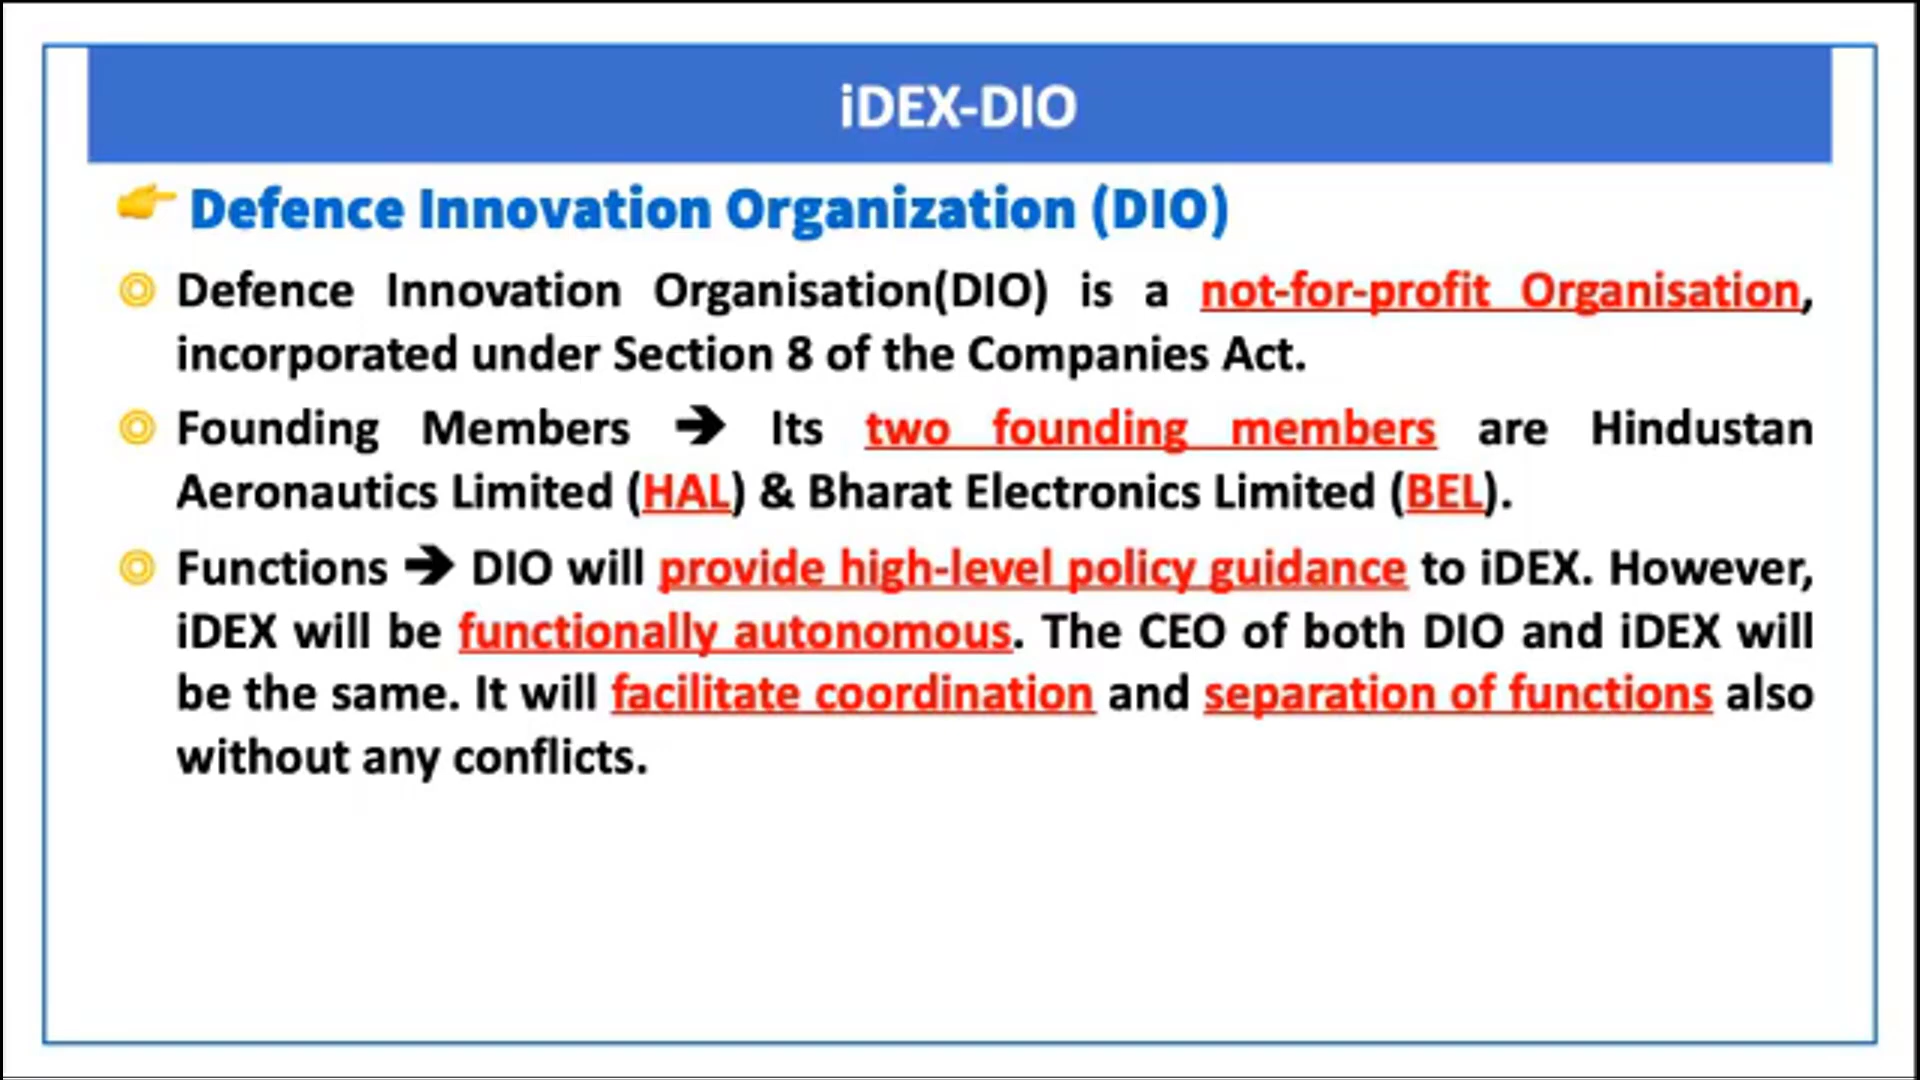 iDEX-DIO
Defence Innovation Organization (DIO)
Defence Innovation Organisation(DIO) is a not-for-profit Organisation,
incorporated under Section 8 of the Companies Act.
Founding Members ➔ Its two founding members are Hindustan
Aeronautics Limited (HAL) & Bharat Electronics Limited (BEL).
Functions ➔ DIO will provide high-level policy guidance to iDEX. However,
iDEX will be functionally autonomous. The CEO of both DIO and iDEX will
be the same. It will facilitate coordination and separation of functions also
without any conflicts.